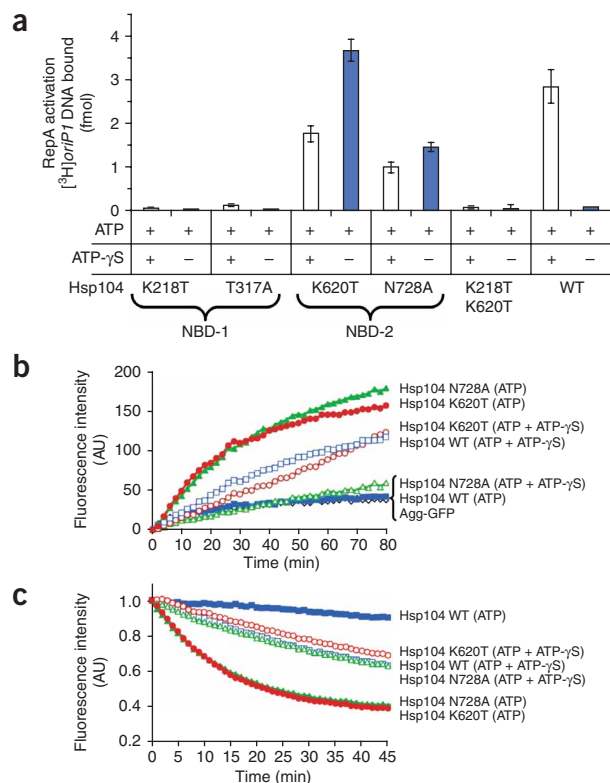 a
RepA activation
[³H]oriP1 DNA bound
(fmol)
4
3
2
1
0
ATP + + + + + + + + + + + +
ATP-γS + − + − + − + − + − + −
Hsp104 K218T T317A K620T N728A K218T K620T WT
NBD-1 NBD-2
b
Fluorescence intensity
(AU)
200
150
100
50
0
0 10 20 30 40 50 60 70 80
Time (min)
Hsp104 N728A (ATP)
Hsp104 K620T (ATP)
Hsp104 K620T (ATP + ATP-γS)
Hsp104 WT (ATP + ATP-γS)
Hsp104 N728A (ATP + ATP-γS)
Hsp104 WT (ATP)
Agg-GFP
c
Fluorescence intensity
(AU)
1.0
0.8
0.6
0.4
0.2
0 5 10 15 20 25 30 35 40 45
Time (min)
Hsp104 WT (ATP)
Hsp104 K620T (ATP + ATP-γS)
Hsp104 WT (ATP + ATP-γS)
Hsp104 N728A (ATP + ATP-γS)
Hsp104 N728A (ATP)
Hsp104 K620T (ATP)